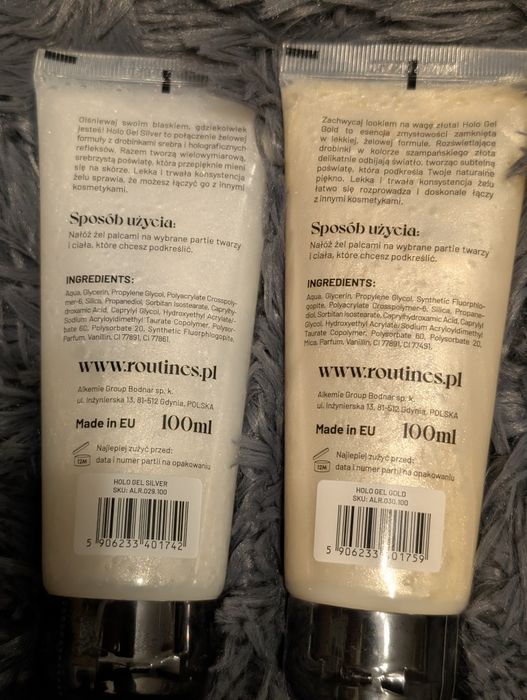 Olśniewaj swoim blaskiem, gdziekolwiek
jesteś! Holo Gel Silver to połączenie żelowej
formuły z drobinkami srebra i holograficznych
refleksów. Razem tworzą wielowymiarową,
srebrzystą poświatę, która przepięknie mieni
się na skórze. Lekka i trwała konsystencja
żelu sprawia, że możesz łączyć go z innymi
kosmetykami.
Sposób użycia:
Nałóż żel palcami na wybrane partie twarzy
i ciała, które chcesz podkreślić.
INGREDIENTS:
Aqua, Glycerin, Propylene Glycol, Polyacrylate Crosspoly-
mer-6, Silica, Propanediol, Sorbitan Isostearate, Caprylhy-
droxamic Acid, Caprylyl Glycol, Hydroxyethyl Acrylate/
Sodium Acryloyldimethyl Taurate Copolymer, Polysor-
bate 60, Polysorbate 20, Synthetic Fluorphlogopite,
Parfum, Vanillin, CI 77891, CI 77861.
www.routines.pl
Alkemie Group Bodnar sp. k.
ul. Inżynierska 13, 81-512 Gdynia, POLSKA
Made in EU 100ml
12M
Najlepiej zużyć przed:
data i numer partii na opakowaniu
HOLO GEL SILVER
SKU: ALR.029.100
5 906233 401742
Zachwycaj lookiem na wagę złota! Holo Gel
Gold to esencja zmysłowości zamknięta
w lekkiej, żelowej formule. Rozświetlające
drobinki w kolorze szampańskiego złota
delikatnie odbijają światło, tworząc subtelną
poświatę, która podkreśla Twoje naturalne
piękno. Lekka i trwała konsystencja żelu
łatwo się rozprowadza i doskonale łączy
z innymi kosmetykami.
Sposób użycia:
Nałóż żel palcami na wybrane partie twarzy
i ciała, które chcesz podkreślić.
INGREDIENTS:
Aqua, Glycerin, Propylene Glycol, Synthetic Fluorphlo-
gopite, Polyacrylate Crosspolymer-6, Silica, Propanediol,
Sorbitan Isostearate, Caprylhydroxamic Acid, Caprylyl
Glycol, Hydroxyethyl Acrylate/Sodium Acryloyldimethyl
Taurate Copolymer, Polysorbate 60, Polysorbate 20,
Mica, Parfum, Vanillin, CI 77891, CI 77491.
www.routines.pl
Alkemie Group Bodnar sp. k.
ul. Inżynierska 13, 81-512 Gdynia, POLSKA
Made in EU 100ml
12M
Najlepiej zużyć przed:
data i numer partii na opakowaniu
HOLO GEL GOLD
SKU: ALR.030.100
5 906233 401759